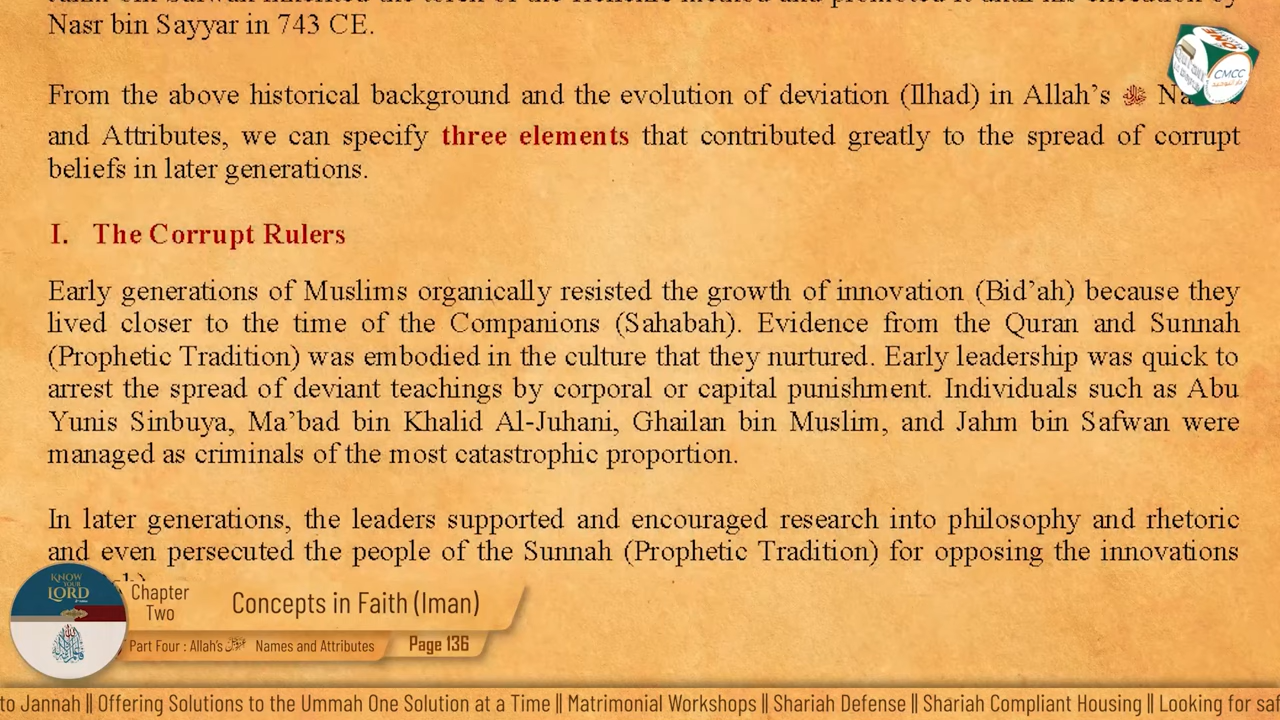 Nasr bin Sayyar in 743 CE.
From the above historical background and the evolution of deviation (Ilhad) in Allah’s ﷻ
and Attributes, we can specify three elements that contributed greatly to the spread of corrupt
beliefs in later generations.
I. The Corrupt Rulers
Early generations of Muslims organically resisted the growth of innovation (Bid’ah) because they
lived closer to the time of the Companions (Sahabah). Evidence from the Quran and Sunnah
(Prophetic Tradition) was embodied in the culture that they nurtured. Early leadership was quick to
arrest the spread of deviant teachings by corporal or capital punishment. Individuals such as Abu
Yunis Sinbuya, Ma’bad bin Khalid Al-Juhani, Ghailan bin Muslim, and Jahm bin Safwan were
managed as criminals of the most catastrophic proportion.
In later generations, the leaders supported and encouraged research into philosophy and rhetoric
and even persecuted the people of the Sunnah (Prophetic Tradition) for opposing the innovations
CMCC
KNOW
YOUR
LORD
Chapter
Two
Concepts in Faith (Iman)
Part Four : Allah’s ﷻ Names and Attributes
Page 136
to Jannah || Offering Solutions to the Ummah One Solution at a Time || Matrimonial Workshops || Shariah Defense || Shariah Compliant Housing || Looking for